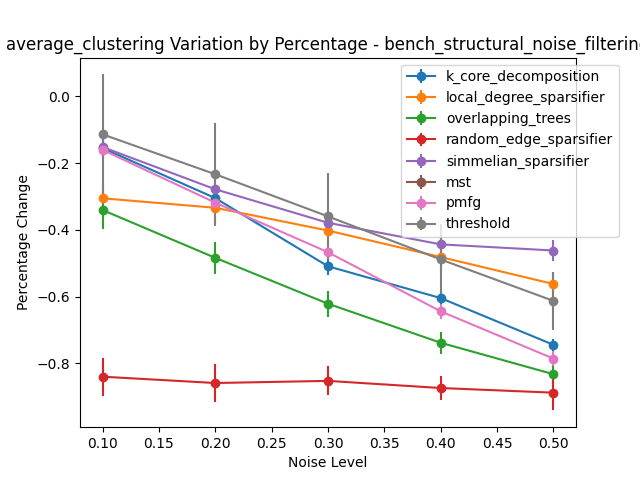 average_clustering Variation by Percentage - bench_structural_noise_filtering
k_core_decomposition
local_degree_sparsifier
overlapping_trees
random_edge_sparsifier
simmelian_sparsifier
mst
pmfg
threshold
Percentage Change
0.0
−0.2
−0.4
−0.6
−0.8
0.10
0.15
0.20
0.25
0.30
0.35
0.40
0.45
0.50
Noise Level